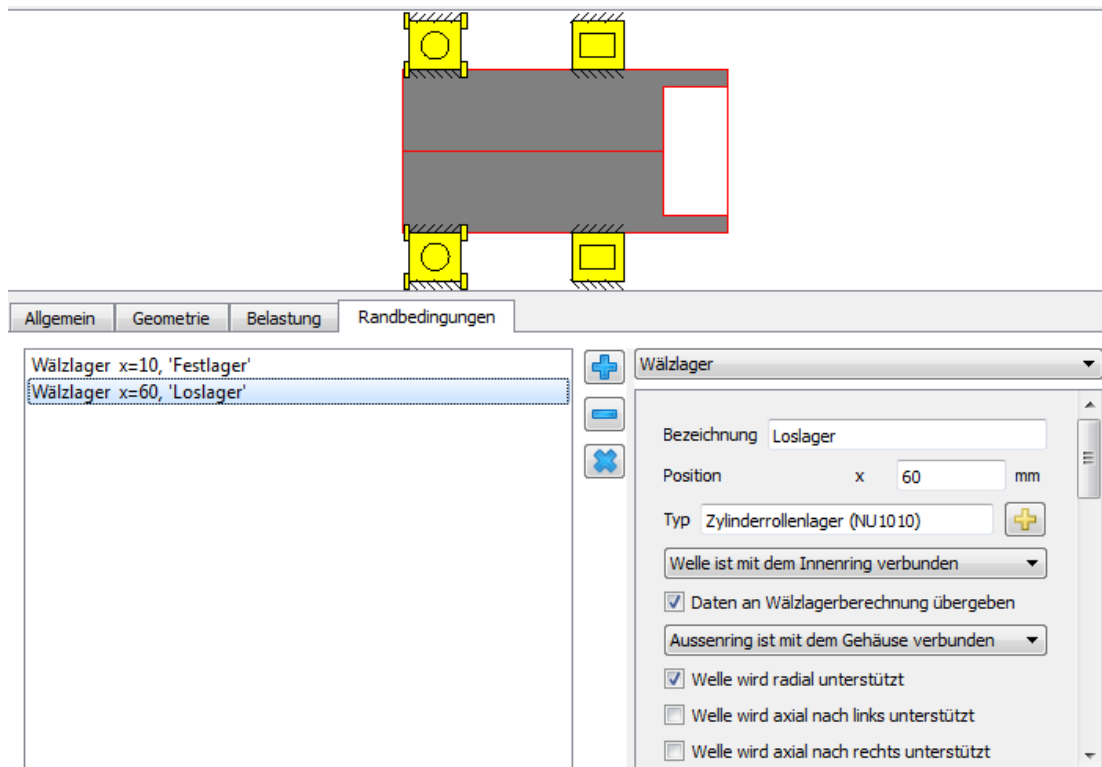 Allgemein Geometrie Belastung Randbedingungen
Wälzlager x=10, 'Festlager'
Wälzlager x=60, 'Loslager'
Wälzlager
Bezeichnung Loslager
Position x 60 mm
Typ Zylinderrollenlager (NU1010)
Welle ist mit dem Innenring verbunden
Daten an Wälzlagerberechnung übergeben
Aussenring ist mit dem Gehäuse verbunden
Welle wird radial unterstützt
Welle wird axial nach links unterstützt
Welle wird axial nach rechts unterstützt